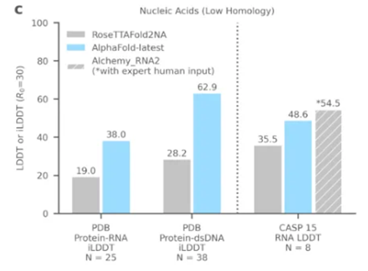 C
Nucleic Acids (Low Homology)
LDDT or iLDDT (R₀=30)
100
80
60
40
20
0
RoseTTAFold2NA
AlphaFold-latest
Alchemy_RNA2
(*with expert human input)
19.0
38.0
28.2
62.9
35.5
48.6
*54.5
PDB
Protein-RNA
iLDDT
N = 25
PDB
Protein-dsDNA
iLDDT
N = 38
CASP 15
RNA LDDT
N = 8